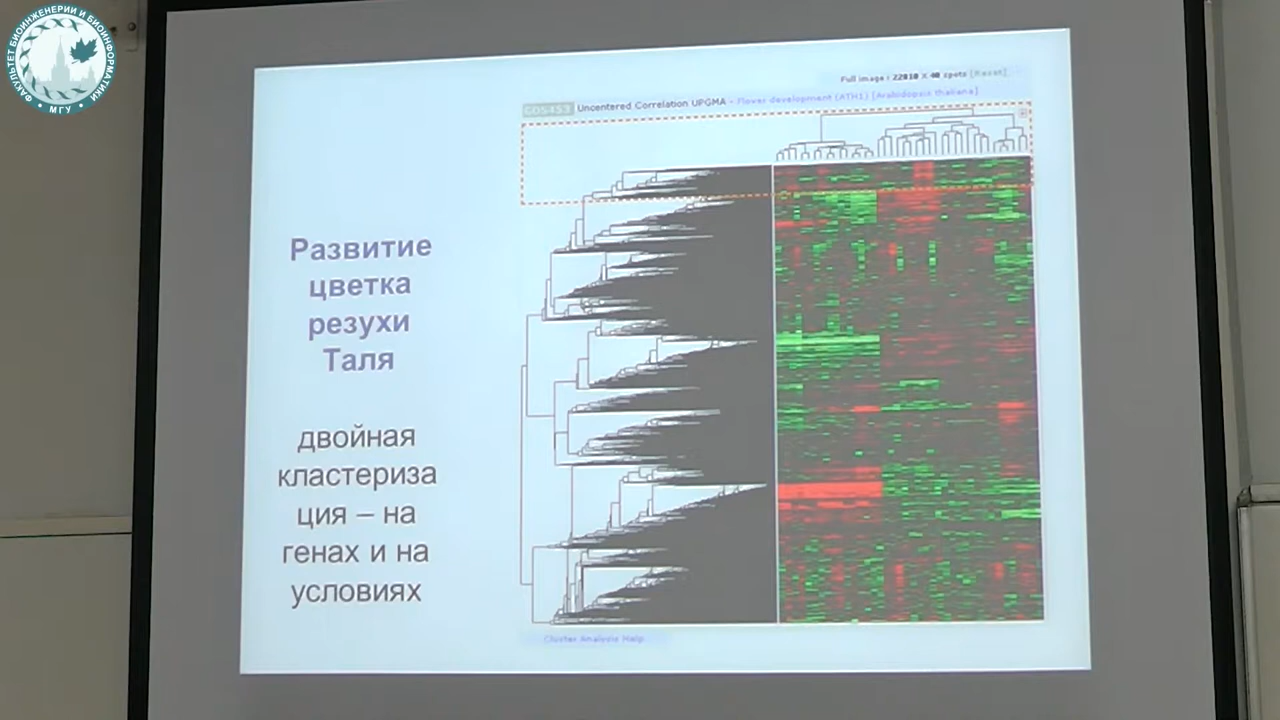 ФАКУЛЬТЕТ БИОИНЖЕНЕРИИ И БИОИНФОРМАТИКИ
МГУ
Full image : 22810 X 40 spots [Reset]
Uncentered Correlation UPGMA - Flower development (ATH1) [Arabidopsis thaliana]
Развитие
цветка
резухи
Таля
двойная
кластериза
ция – на
генах и на
условиях
Cluster Analysis Help